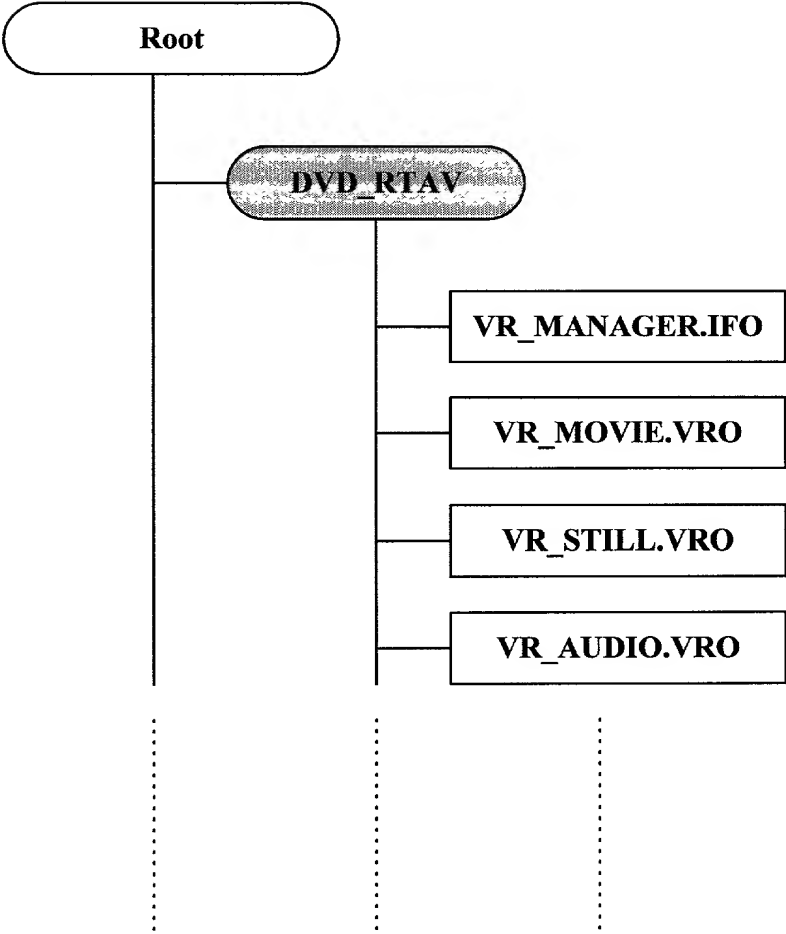 Root
DVD_RTAV
VR_MANAGER.IFO
VR_MOVIE.VRO
VR_STILL.VRO
VR_AUDIO.VRO